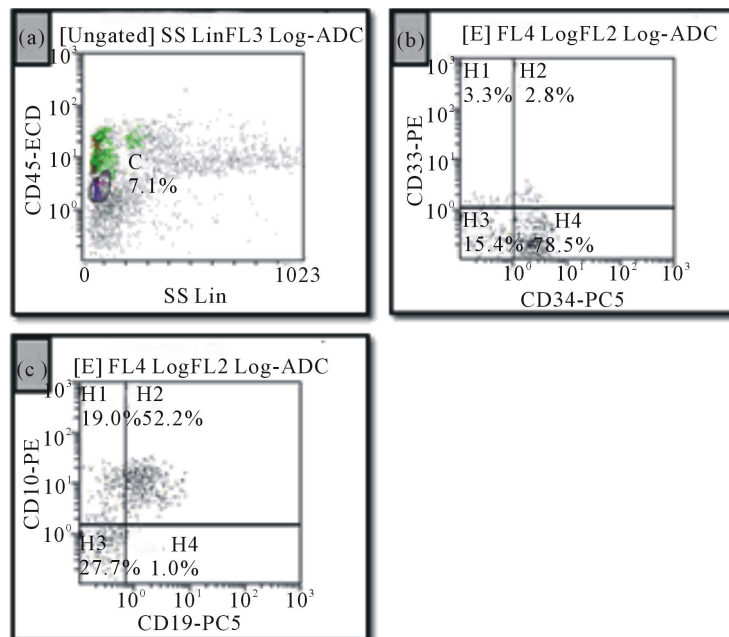 (a)
[Ungated] SS LinFL3 Log-ADC
10³
10²
10¹
10⁰
CD45-ECD
C
7.1%
0 1023
SS Lin
(b)
[E] FL4 LogFL2 Log-ADC
10³
10²
10¹
10⁰
CD33-PE
H1 H2
3.3% 2.8%
H3 H4
15.4% 78.5%
10⁰ 10¹ 10² 10³
CD34-PC5
(c)
[E] FL4 LogFL2 Log-ADC
10³
10²
10¹
10⁰
CD10-PE
H1 H2
19.0% 52.2%
H3 H4
27.7% 1.0%
10⁰ 10¹ 10² 10³
CD19-PC5